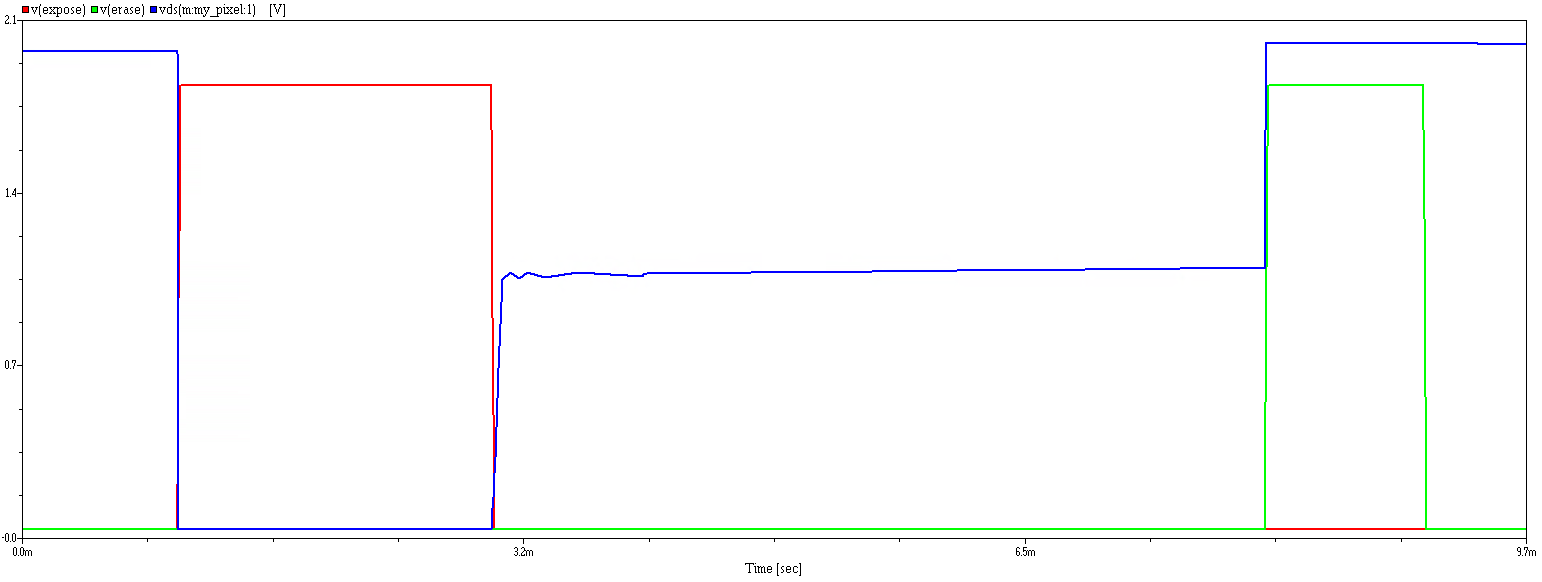 v(expose) v(erase) vds(m:my_pixel:1) [V]
2.1
1.4
0.7
-0.0
0.0m 3.2m 6.5m 9.7m
Time [sec]